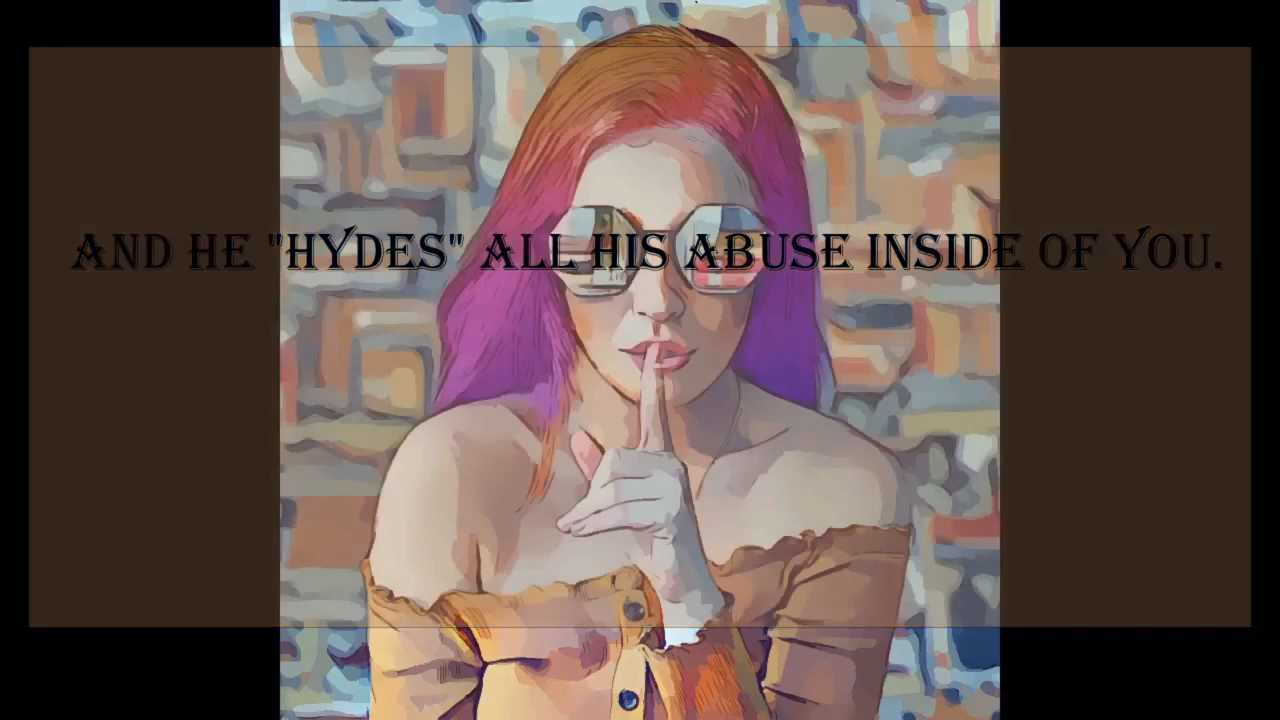 AND HE "HYDES" ALL HIS ABUSE INSIDE OF YOU.